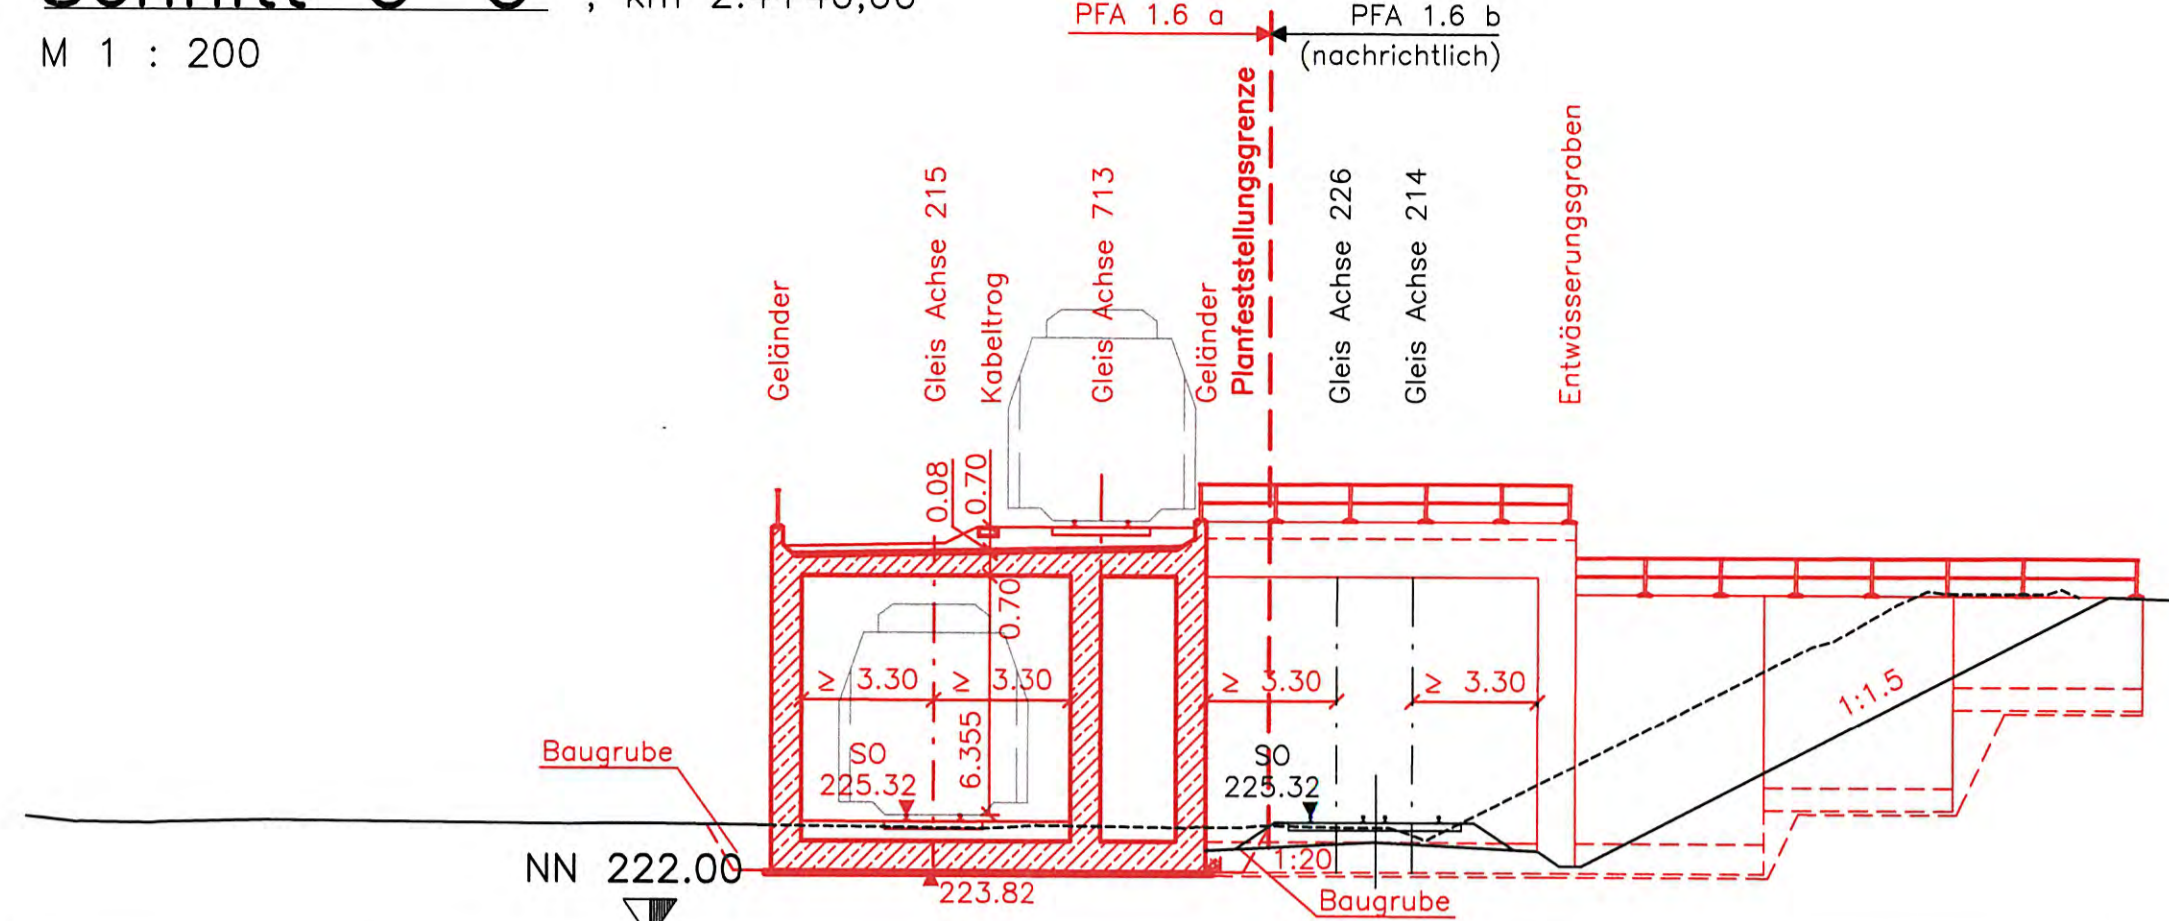 M 1 : 200
PFA 1.6 a
PFA 1.6 b
(nachrichtlich)
Geländer
Gleis Achse 215
Kabeltrog
Gleis Achse 713
Geländer
Planfeststellungsgrenze
Gleis Achse 226
Gleis Achse 214
Entwässerungsgraben
0.08
0.70
0.70
≥ 3.30
≥ 3.30
≥ 3.30
≥ 3.30
6.355
1:1.5
Baugrube
SO
225.32
SO
225.32
NN 222.00
223.82
1:20
Baugrube